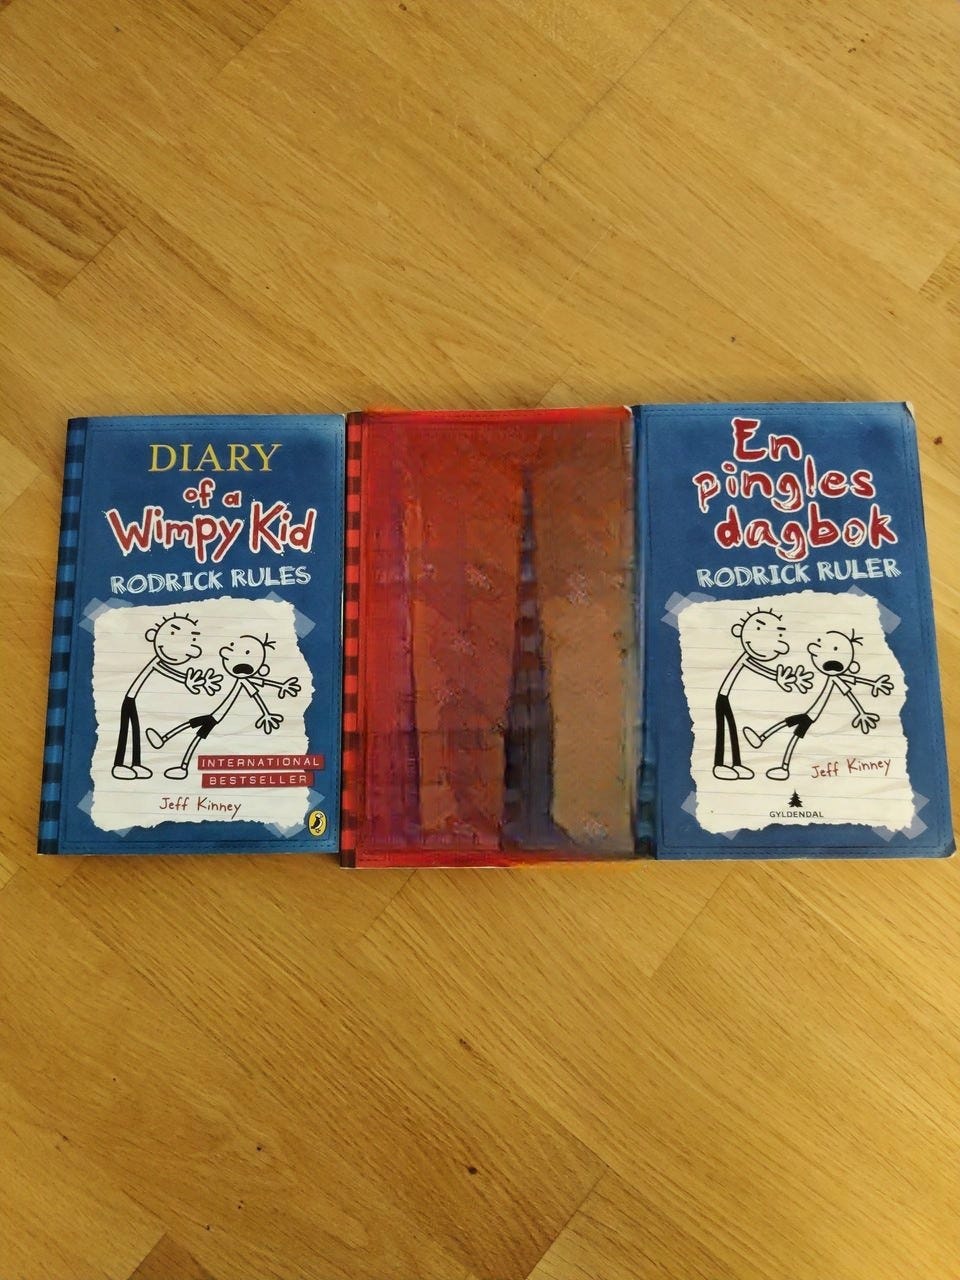 DIARY
of a
Wimpy Kid
RODRICK RULES
INTERNATIONAL
BESTSELLER
Jeff Kinney
En
pingles
dagbok
RODRICK RULER
Jeff Kinney
GYLDENDAL